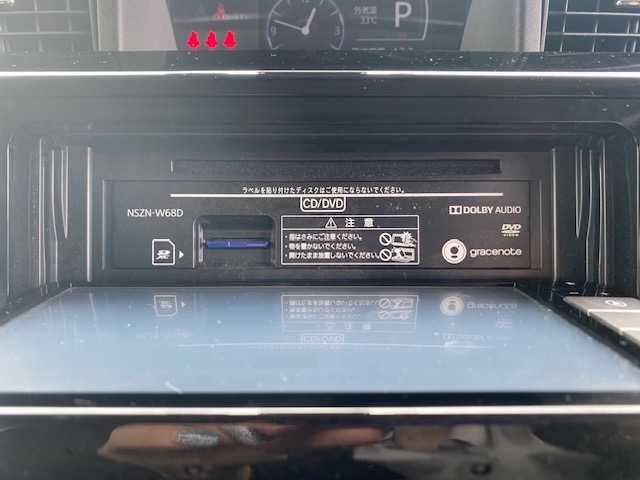 外気温
33℃
P
ラベルを貼り付けたディスクはご使用にならないでください。
CD/DVD
NSZN-W68D
⚠ 注 意
・指はさみにご注意ください。
・物を置かないでください。
・開けたまま放置しないでください。
DOLBY AUDIO
DVD
VIDEO
gracenote